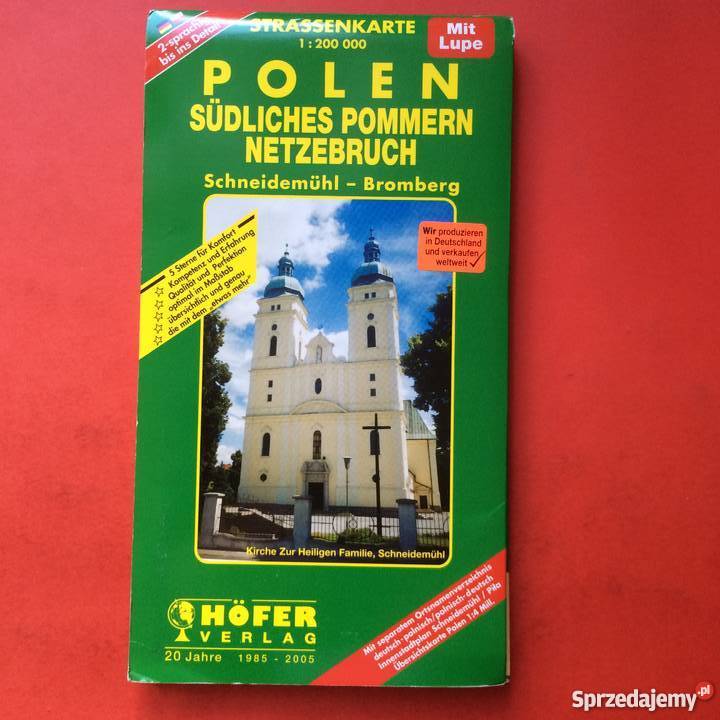 2-sprachig
bis ins Detail
STRASSENKARTE
1 : 200 000
Mit
Lupe
POLEN
SÜDLICHES POMMERN
NETZEBRUCH
Schneidemühl – Bromberg
5 Sterne für Komfort
Kompetenz und Erfahrung
Qualität und Perfektion
optimal im Maßstab
übersichtlich und genau
die mit dem „etwas mehr"
Wir produzieren
in Deutschland
und verkaufen
weltweit ✓
Kirche Zur Heiligen Familie, Schneidemühl
HÖFER
VERLAG
20 Jahre 1985 - 2005
Mit separatem Ortsnamenverzeichnis
deutsch-polnisch/polnisch-deutsch
Innenstadtplan Schneidemühl / Piła
Übersichtskarte Polen 1:4 Mill.
Sprzedajemy.pl